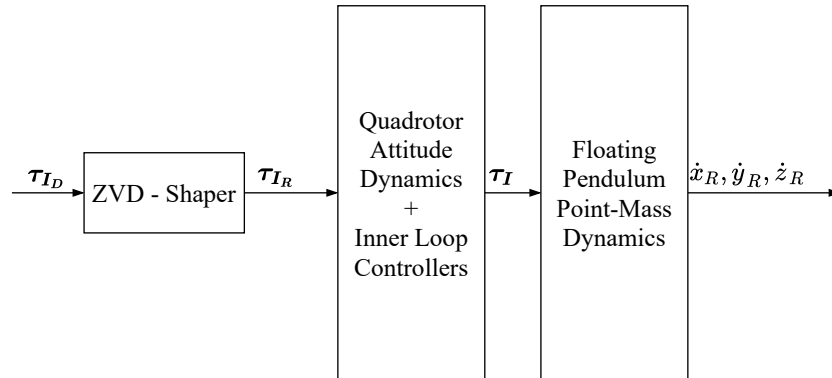 τ_{I_D}
ZVD - Shaper
τ_{I_R}
Quadrotor
Attitude
Dynamics
+
Inner Loop
Controllers
τ_I
Floating
Pendulum
Point-Mass
Dynamics
ẋ_R, ẏ_R, ż_R